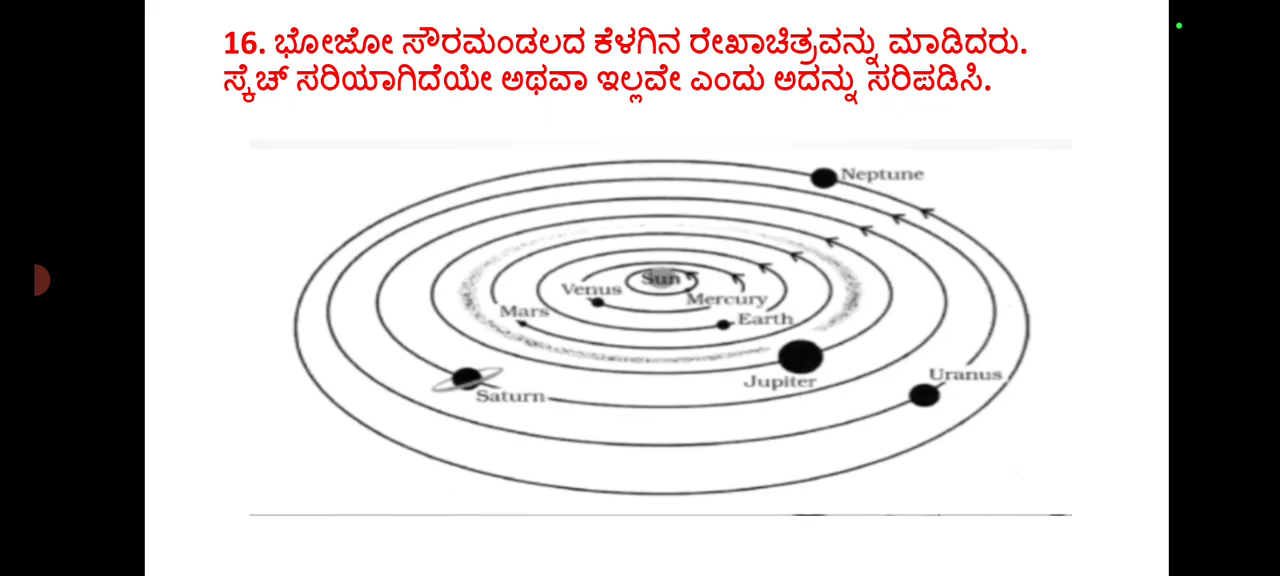 16. ಭೋಜೋ ಸೌರಮಂಡಲದ ಕೆಳಗಿನ ರೇಖಾಚಿತ್ರವನ್ನು ಮಾಡಿದರು.
ಸ್ಕೆಚ್ ಸರಿಯಾಗಿದೆಯೇ ಅಥವಾ ಇಲ್ಲವೇ ಎಂದು ಅದನ್ನು ಸರಿಪಡಿಸಿ.
Neptune
Sun
Venus
Mercury
Mars
Earth
Jupiter
Uranus
Saturn